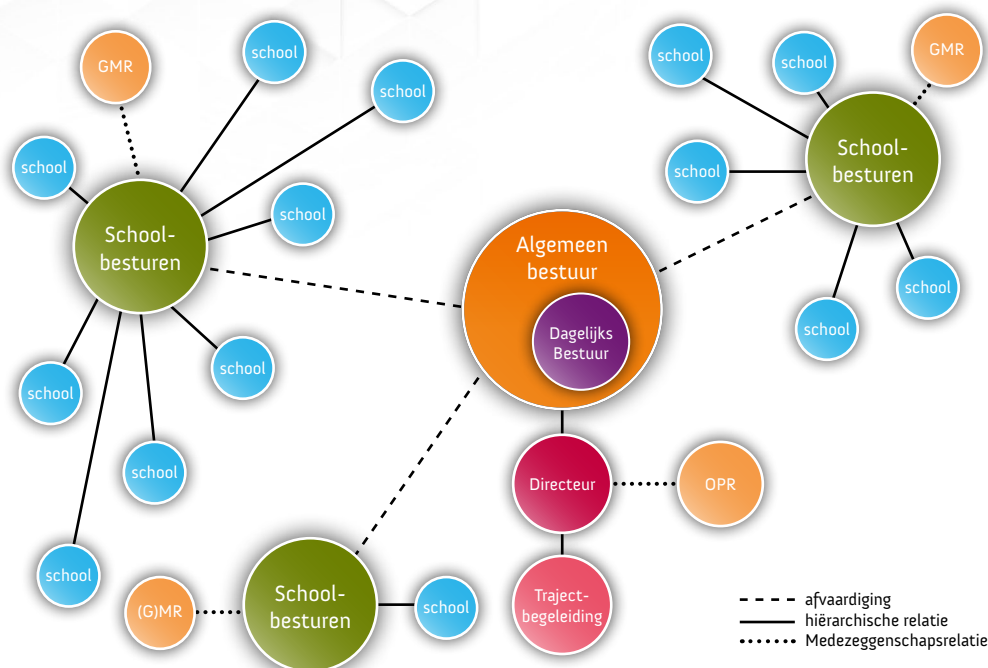 GMR
school
school
school
school
School-
besturen
school
school
school
school
school
GMR
school
school
School-
besturen
school
school
school
Algemeen
bestuur
Dagelijks
Bestuur
Directeur
OPR
Traject-
begeleiding
(G)MR
School-
besturen
school
afvaardiging
hiërarchische relatie
Medezeggenschapsrelatie